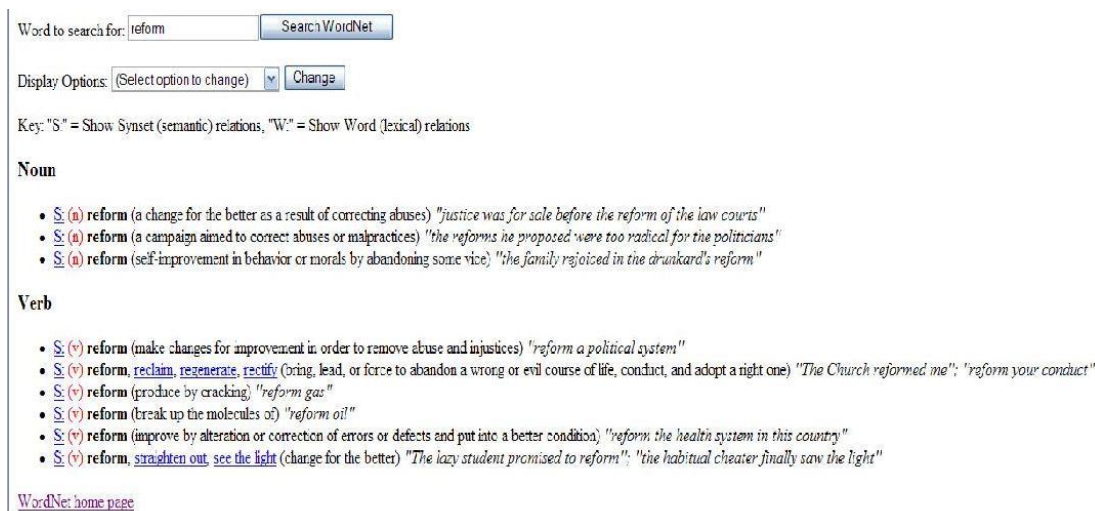 Word to search for: reform Search WordNet
Display Options: (Select option to change) Change
Key: "S:" = Show Synset (semantic) relations, "W:" = Show Word (lexical) relations
Noun
• S: (n) reform (a change for the better as a result of correcting abuses) "justice was for sale before the reform of the law courts"
• S: (n) reform (a campaign aimed to correct abuses or malpractices) "the reforms he proposed were too radical for the politicians"
• S: (n) reform (self-improvement in behavior or morals by abandoning some vice) "the family rejoiced in the drunkard's reform"
Verb
• S: (v) reform (make changes for improvement in order to remove abuse and injustices) "reform a political system"
• S: (v) reform, reclaim, regenerate, rectify (bring, lead, or force to abandon a wrong or evil course of life, conduct, and adopt a right one) "The Church reformed me"; "reform your conduct"
• S: (v) reform (produce by cracking) "reform gas"
• S: (v) reform (break up the molecules of) "reform oil"
• S: (v) reform (improve by alteration or correction of errors or defects and put into a better condition) "reform the health system in this country"
• S: (v) reform, straighten out, see the light (change for the better) "The lazy student promised to reform"; "the habitual cheater finally saw the light"
WordNet home page